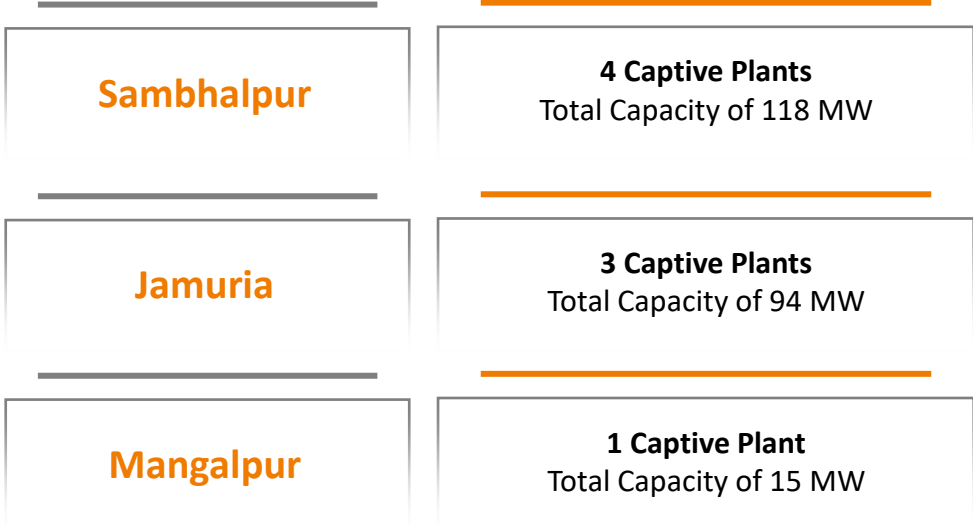 Sambhalpur
4 Captive Plants
Total Capacity of 118 MW
Jamuria
3 Captive Plants
Total Capacity of 94 MW
Mangalpur
1 Captive Plant
Total Capacity of 15 MW